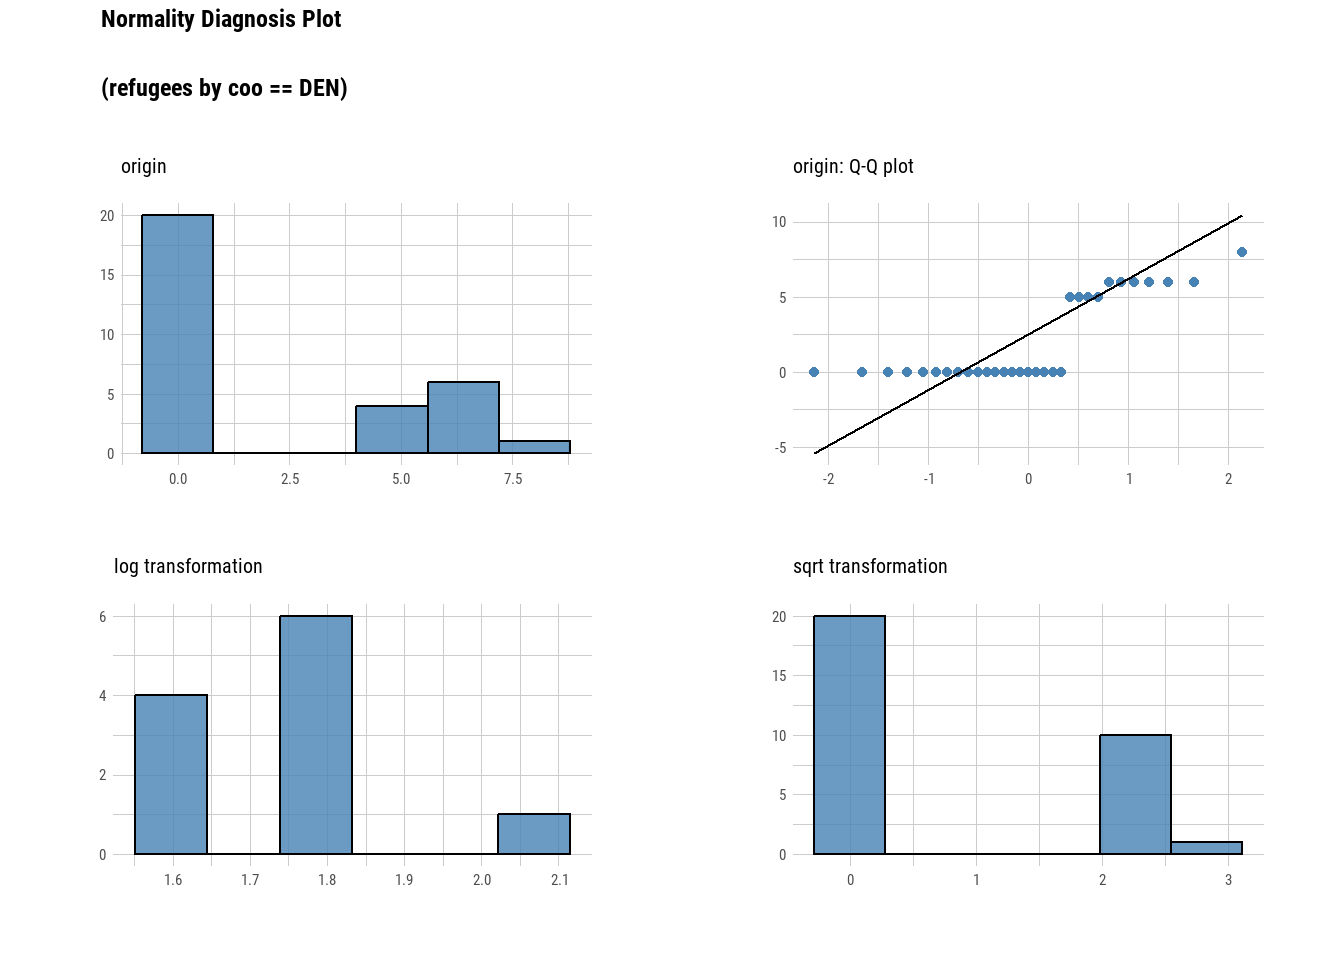 Normality Diagnosis Plot
(refugees by coo == DEN)
origin
20
15
10
5
0
0.0 2.5 5.0 7.5
origin: Q-Q plot
10
5
0
-5
-2 -1 0 1 2
log transformation
6
4
2
0
1.6 1.7 1.8 1.9 2.0 2.1
sqrt transformation
20
15
10
5
0
0 1 2 3